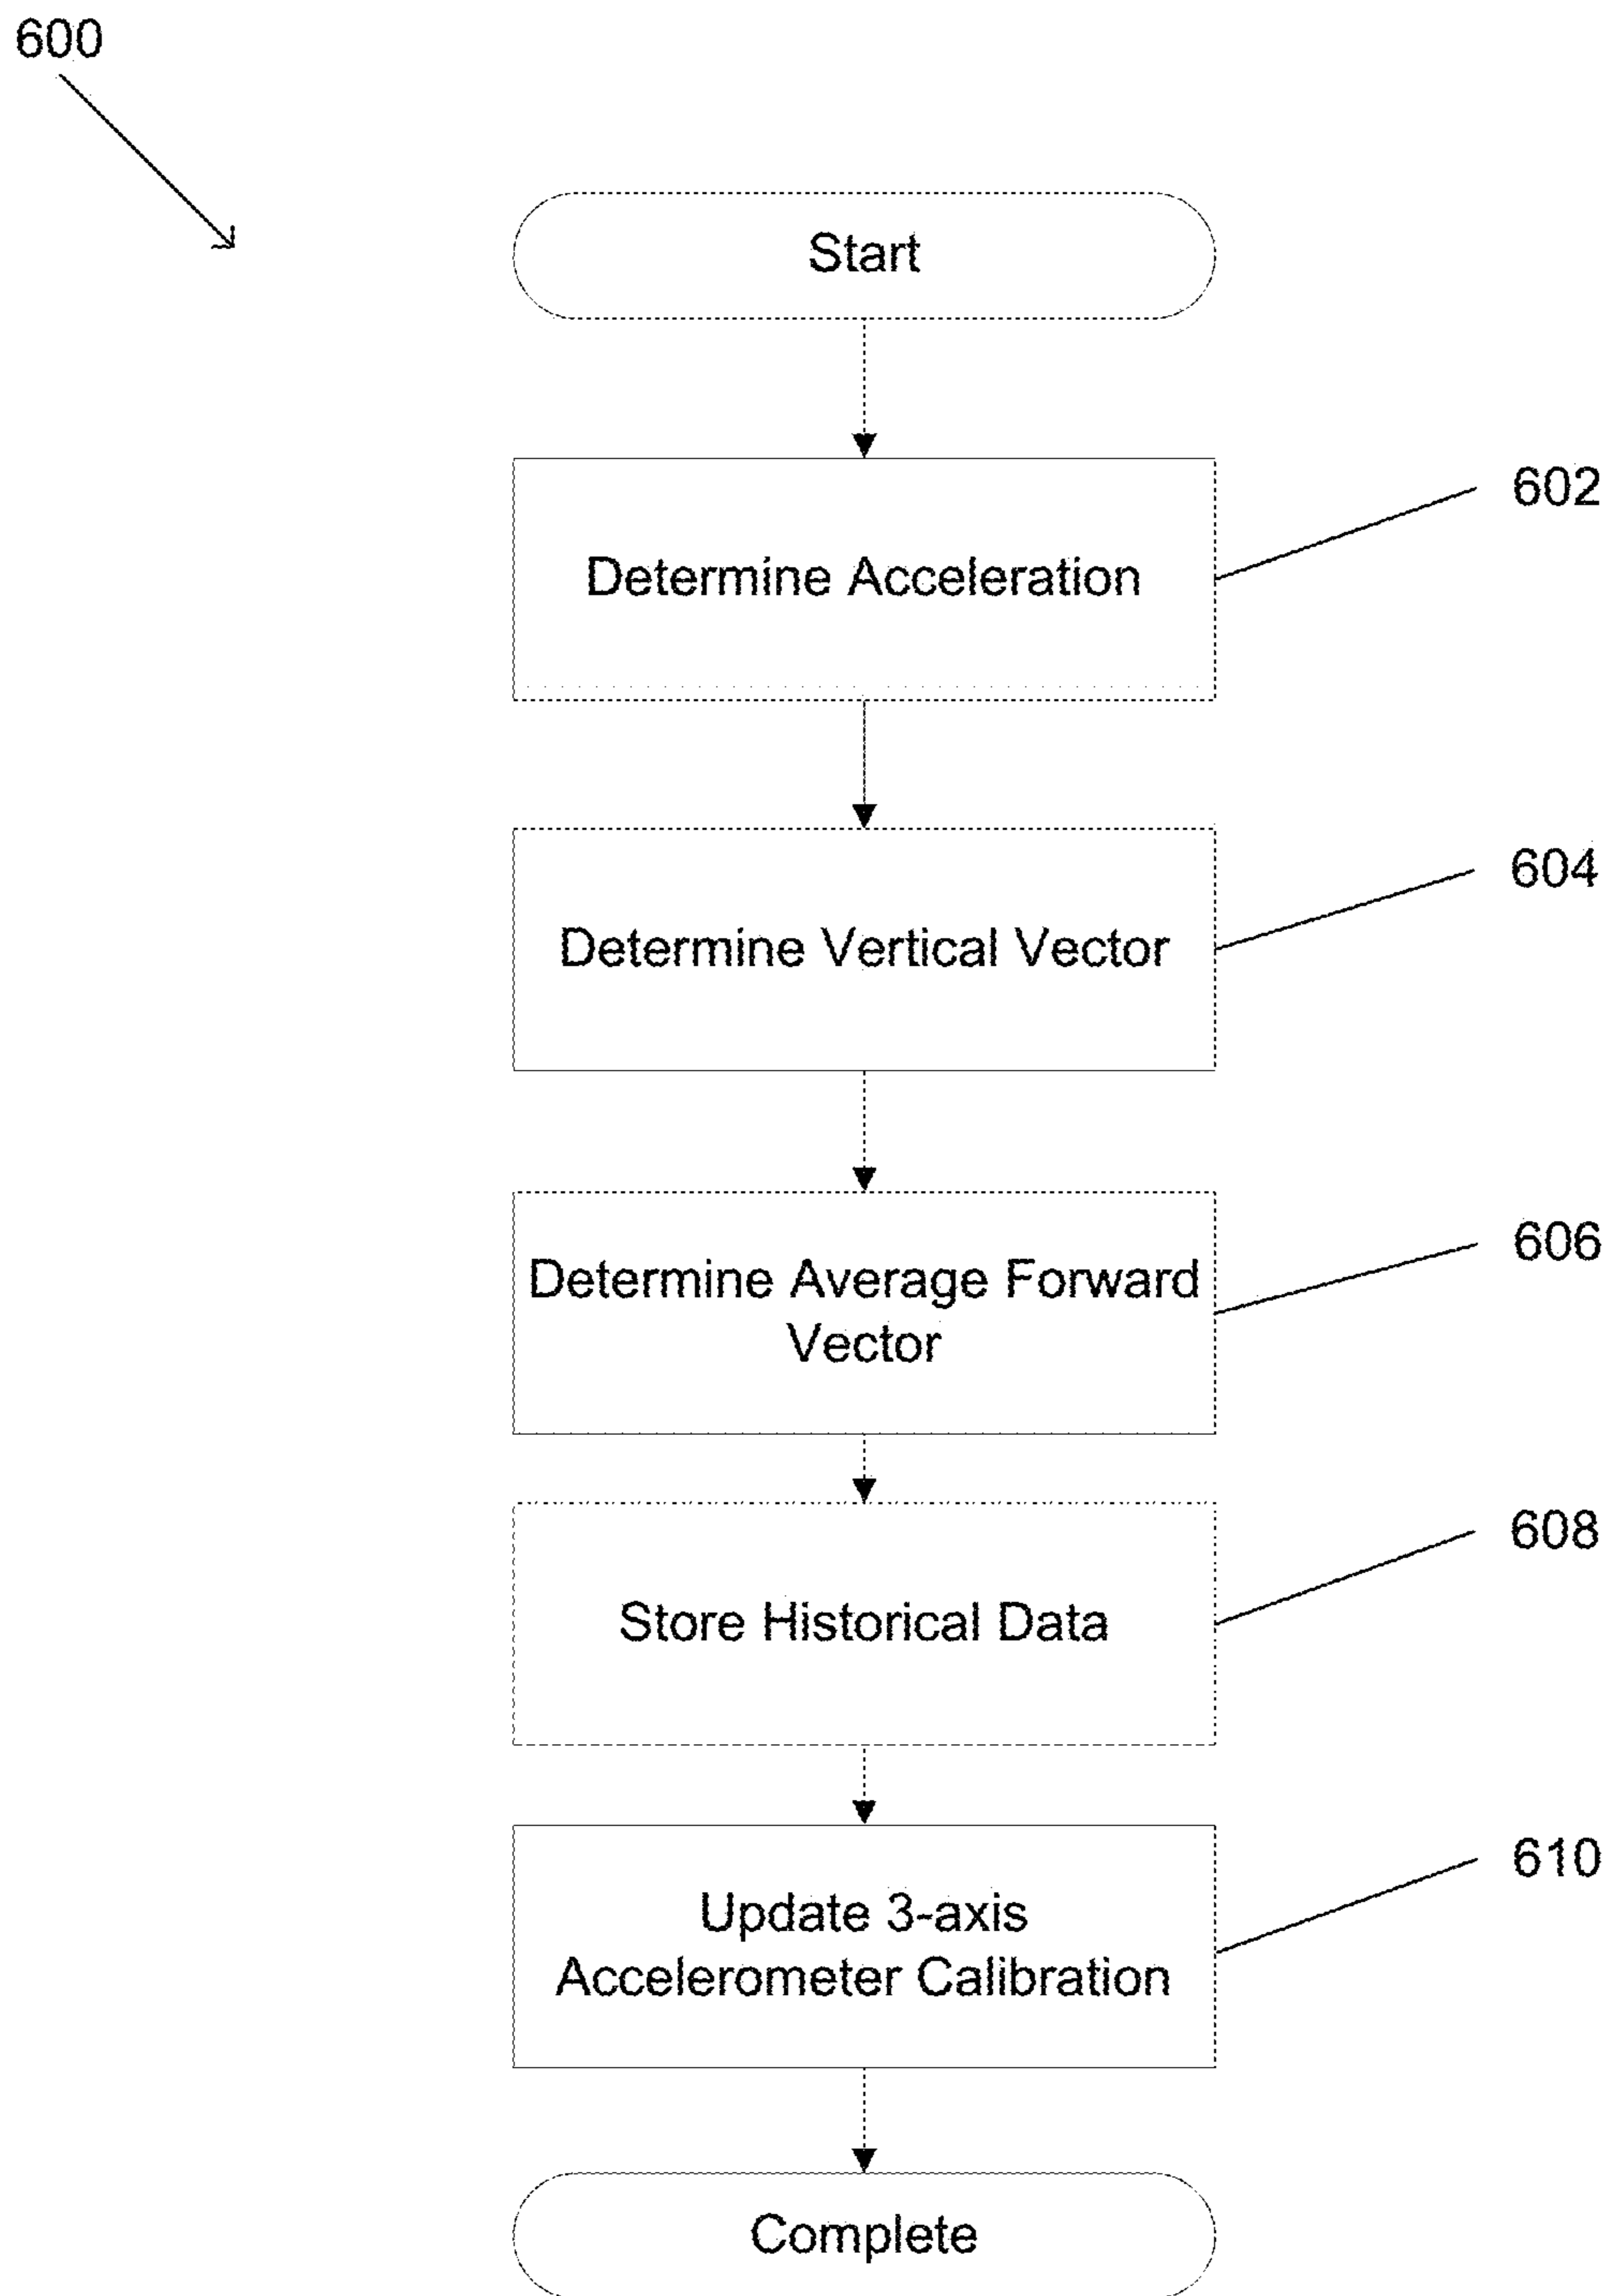 600
Start
Determine Acceleration
602
Determine Vertical Vector
604
Determine Average Forward
Vector
606
Store Historical Data
608
Update 3-axis
Accelerometer Calibration
610
Complete